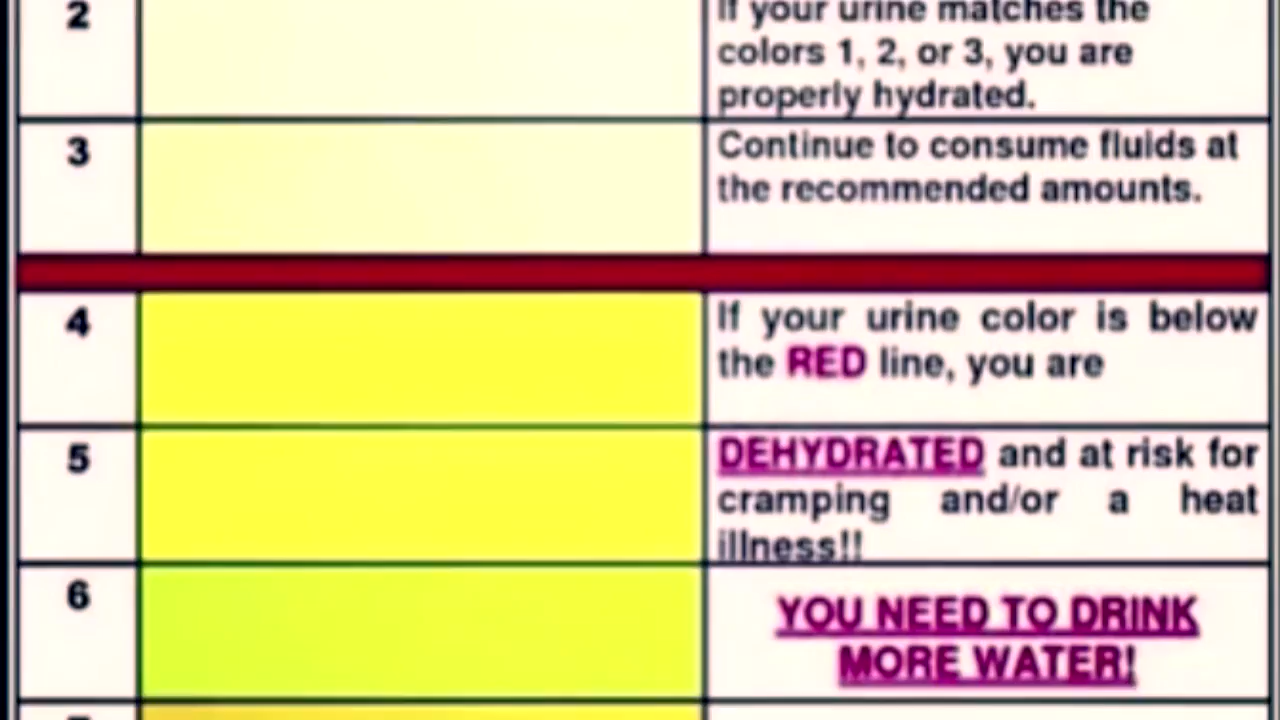 2
If your urine matches the
colors 1, 2, or 3, you are
properly hydrated.
3
Continue to consume fluids at
the recommended amounts.
4
If your urine color is below
the RED line, you are
5
DEHYDRATED and at risk for
cramping and/or a heat
illness!!
6
YOU NEED TO DRINK
MORE WATER!